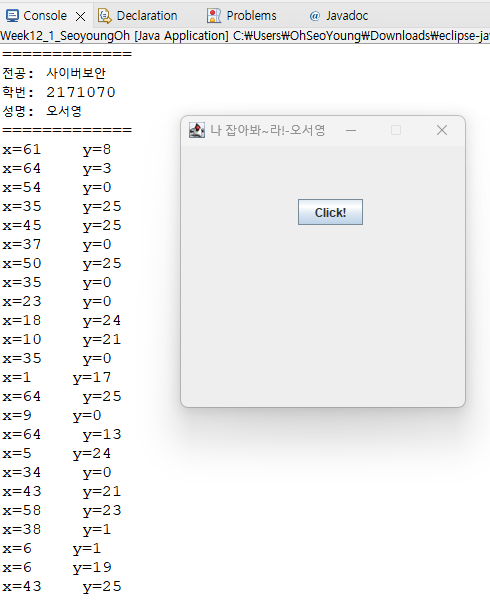 Console Declaration Problems @ Javadoc
Week12_1_SeoyoungOh [Java Application] C:₩Users₩OhSeoYoung₩Downloads₩eclipse-ja
=============
전공: 사이버보안
학번: 2171070
성명: 오서영
=============
x=61 y=8
x=64 y=3
x=54 y=0
x=35 y=25
x=45 y=25
x=37 y=0
x=50 y=25
x=35 y=0
x=23 y=0
x=18 y=24
x=10 y=21
x=35 y=0
x=1 y=17
x=64 y=25
x=9 y=0
x=64 y=13
x=5 y=24
x=34 y=0
x=43 y=21
x=58 y=23
x=38 y=1
x=6 y=1
x=6 y=19
x=43 y=25
나 잡아봐~라!-오서영
Click!